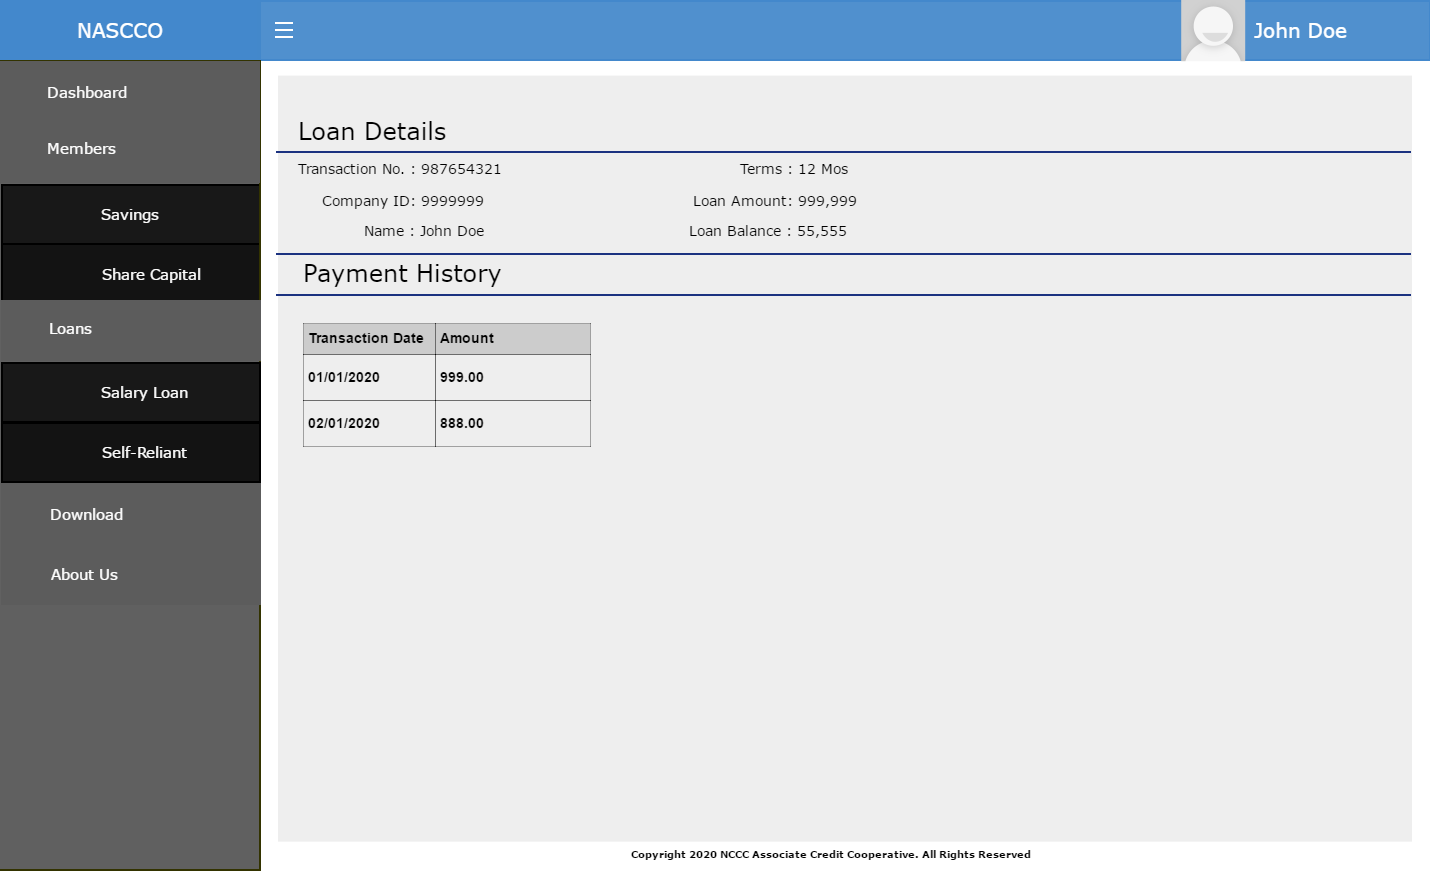 NASCCO
John Doe
Dashboard
Members
Savings
Share Capital
Loans
Salary Loan
Self-Reliant
Download
About Us
Loan Details
Transaction No. : 987654321 Terms : 12 Mos
Company ID: 9999999 Loan Amount: 999,999
Name : John Doe Loan Balance : 55,555
Payment History
Transaction Date Amount
01/01/2020 999.00
02/01/2020 888.00
Copyright 2020 NCCC Associate Credit Cooperative. All Rights Reserved